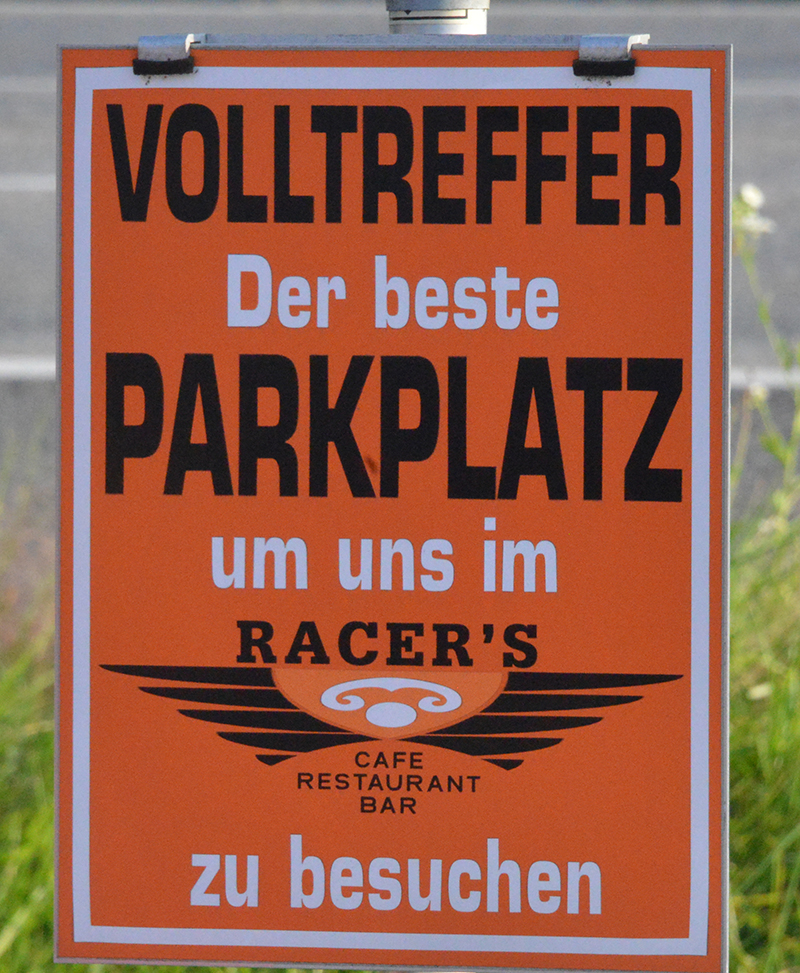 VOLLTREFFER
Der beste
PARKPLATZ
um uns im
RACER'S
CAFE
RESTAURANT
BAR
zu besuchen